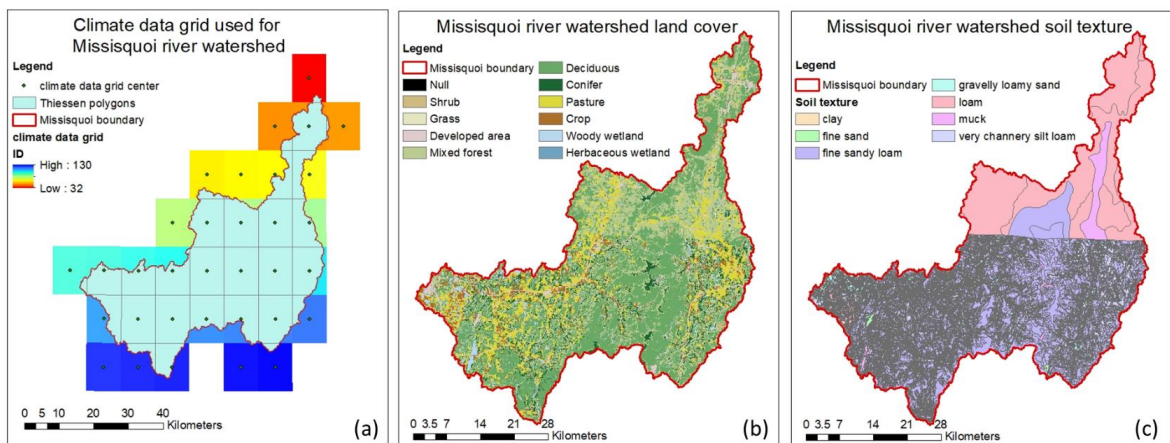 Climate data grid used for
Missisquoi river watershed
Legend
climate data grid center
Thiessen polygons
Missisquoi boundary
climate data grid
ID
High : 130
Low : 32
0 5 10 20 30 40
Kilometers
(a)
Missisquoi river watershed land cover
Legend
Missisquoi boundary
Null
Shrub
Grass
Developed area
Mixed forest
Deciduous
Conifer
Pasture
Crop
Woody wetland
Herbaceous wetland
0 3.5 7 14 21 28
Kilometers
(b)
Missisquoi river watershed soil texture
Legend
Missisquoi boundary
Soil texture
clay
fine sand
fine sandy loam
gravelly loamy sand
loam
muck
very channery silt loam
0 3.5 7 14 21 28
Kilometers
(c)